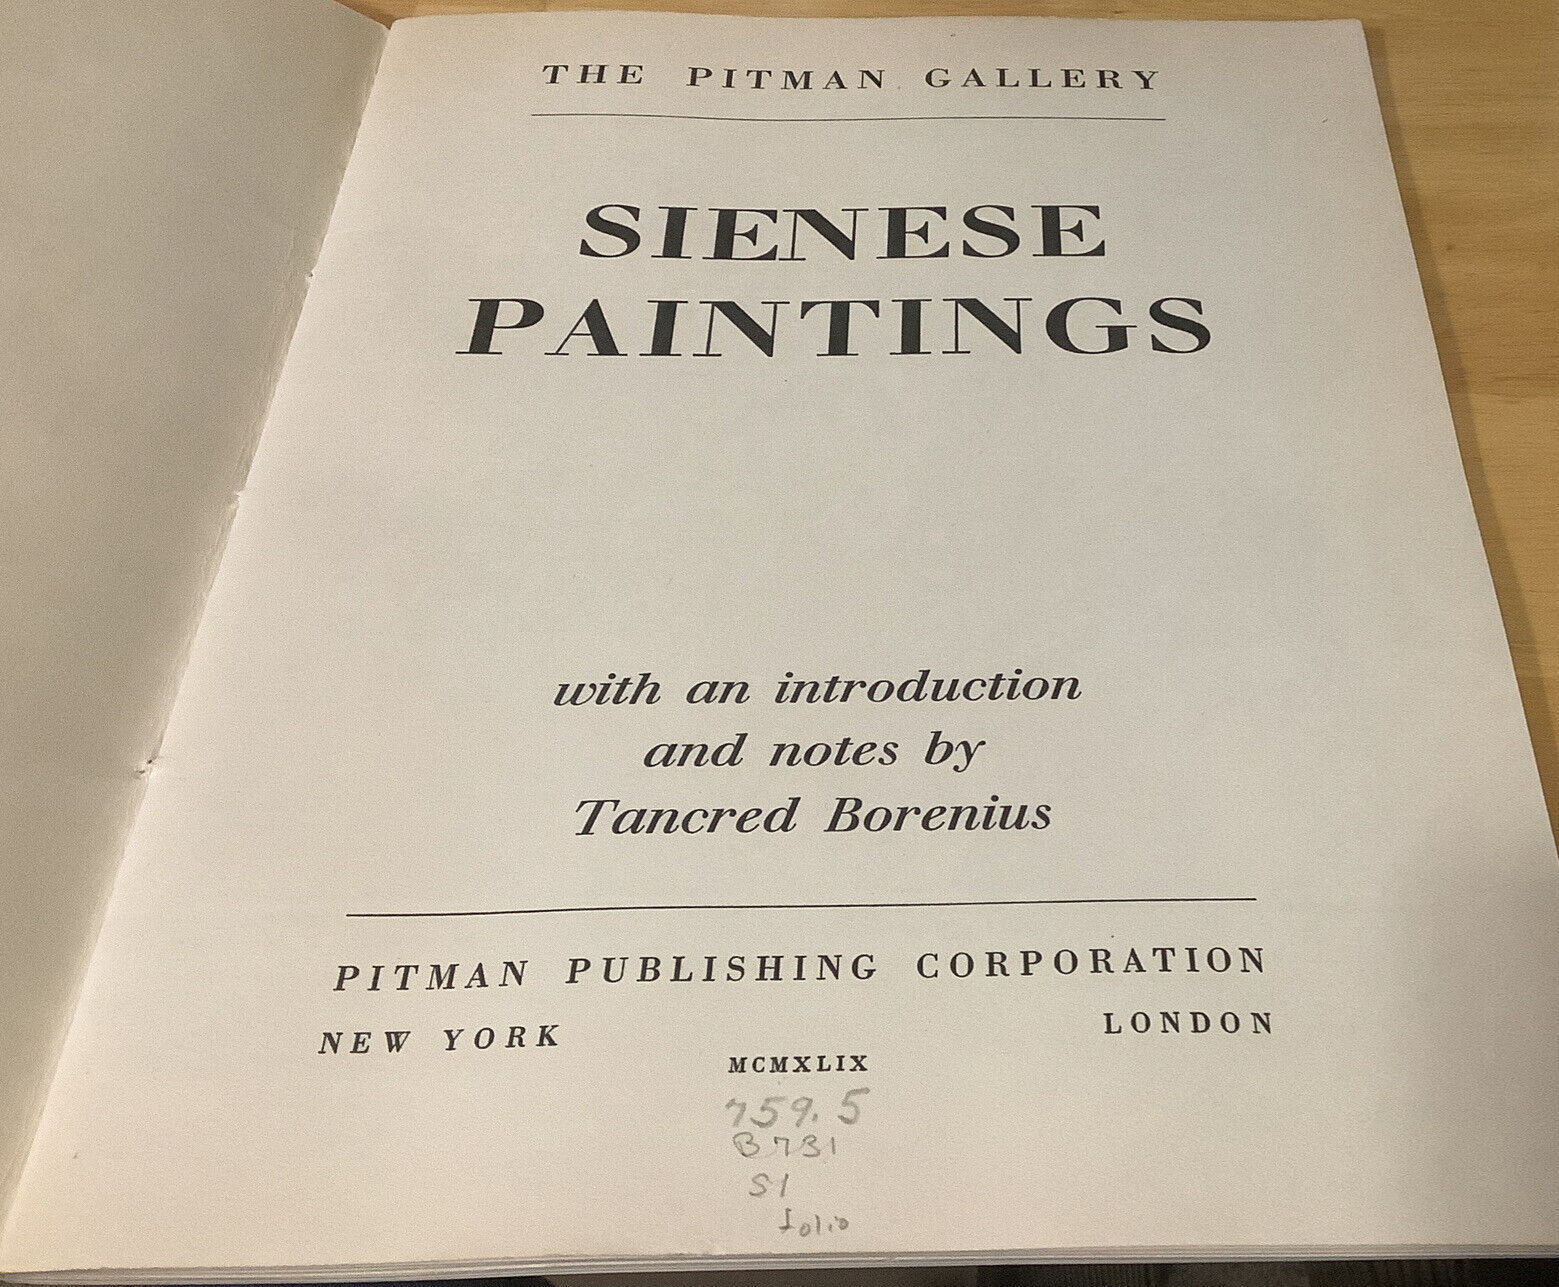 THE PITMAN GALLERY
SIENESE
PAINTINGS
with an introduction
and notes by
Tancred Borenius
PITMAN PUBLISHING CORPORATION
NEW YORK LONDON
MCMXLIX
759.5
B731
S1
folio